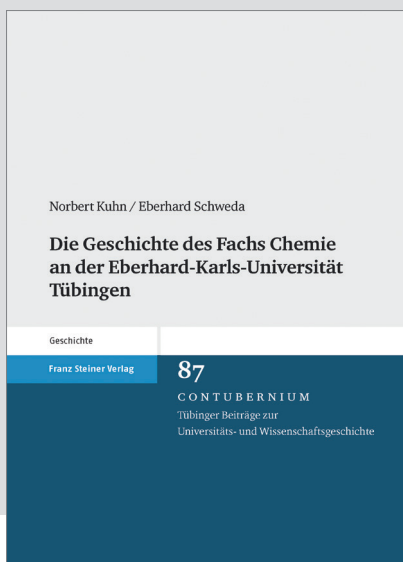 Norbert Kuhn / Eberhard Schweda
Die Geschichte des Fachs Chemie
an der Eberhard-Karls-Universität
Tübingen
Geschichte
Franz Steiner Verlag
87
CONTUBERNIUM
Tübinger Beiträge zur
Universitäts- und Wissenschaftsgeschichte